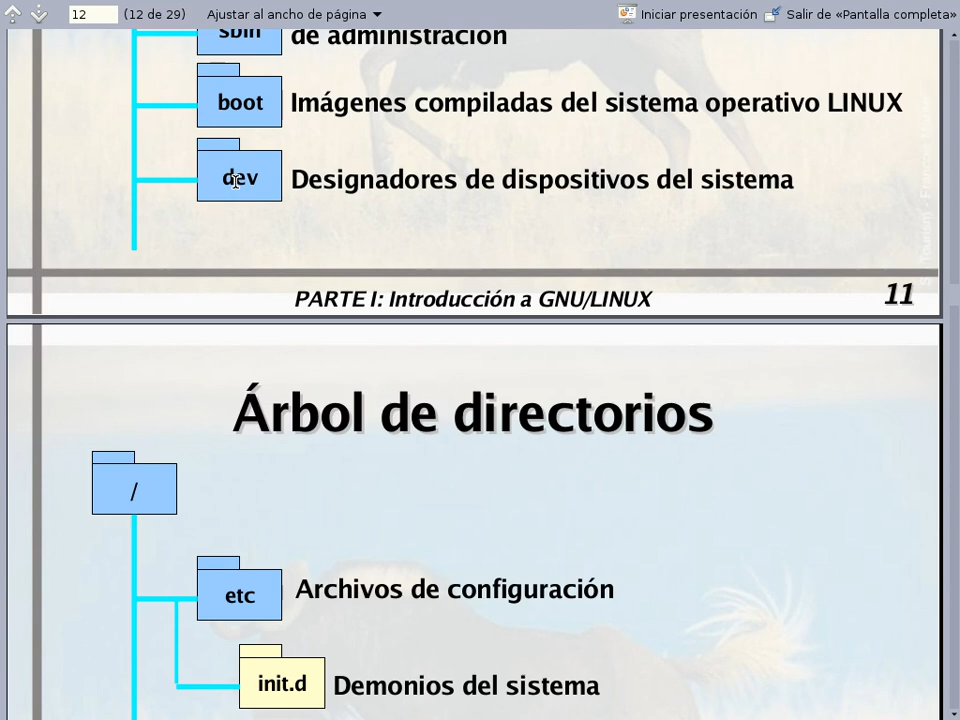 12 (12 de 29) Ajustar al ancho de página Iniciar presentación Salir de «Pantalla completa»
sbin de administración
boot Imágenes compiladas del sistema operativo LINUX
dev Designadores de dispositivos del sistema
PARTE I: Introducción a GNU/LINUX 11
Árbol de directorios
/
etc Archivos de configuración
init.d Demonios del sistema